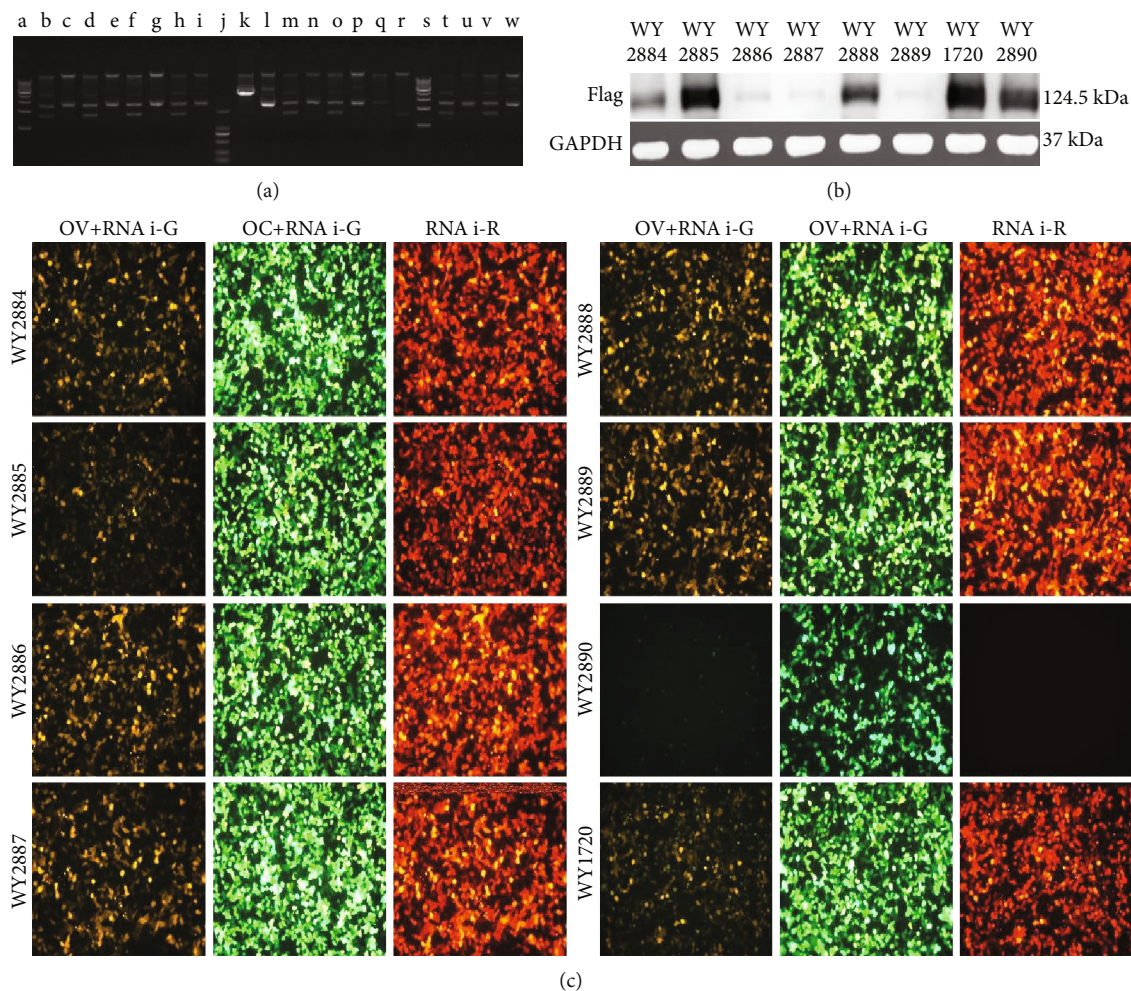 a b c d e f g h i j k l m n o p q r s t u v w
(a)
WY WY WY WY WY WY WY WY
2884 2885 2886 2887 2888 2889 1720 2890
Flag
124.5 kDa
GAPDH
37 kDa
(b)
OV+RNA i-G OC+RNA i-G RNA i-R
WY2884
WY2885
WY2886
WY2887
OV+RNA i-G OV+RNA i-G RNA i-R
WY2888
WY2889
WY2890
WY1720
(c)